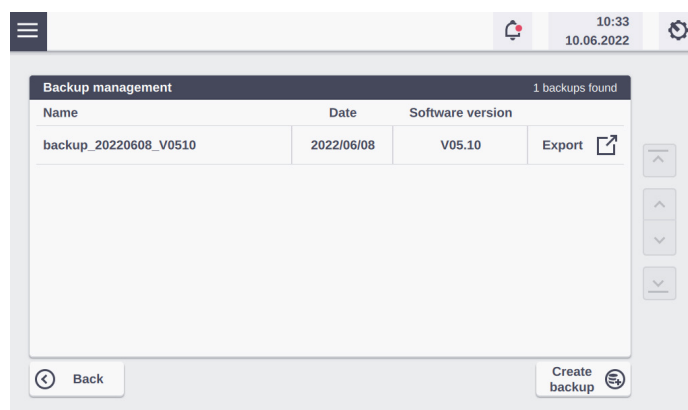 10:33
10.06.2022
Backup management 1 backups found
Name Date Software version
backup_20220608_V0510 2022/06/08 V05.10 Export
Back
Create
backup